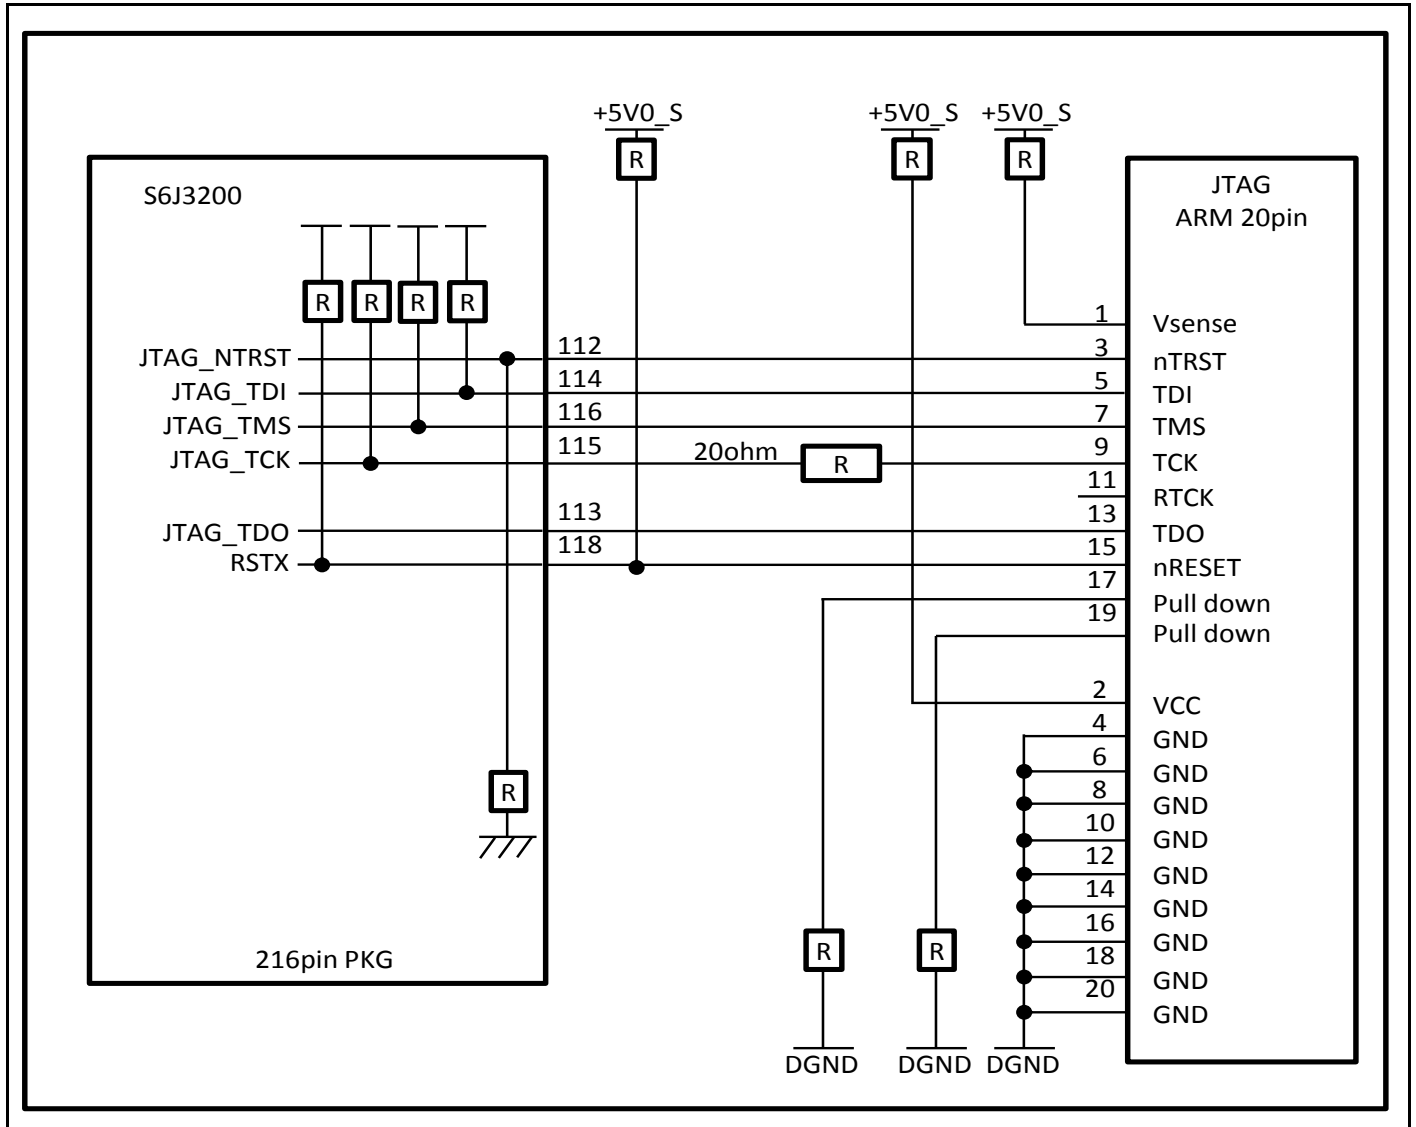 +5V0_S +5V0_S +5V0_S
R R R
S6J3200
JTAG
ARM 20pin
R R R R
1 Vsense
JTAG_NTRST 112 3 nTRST
JTAG_TDI 114 5 TDI
JTAG_TMS 116 7 TMS
JTAG_TCK 115 20ohm R 9 TCK
11 RTCK
JTAG_TDO 113 13 TDO
RSTX 118 15 nRESET
17 Pull down
19 Pull down
2 VCC
4 GND
6 GND
R
8 GND
10 GND
12 GND
14 GND
16 GND
R R
18 GND
20 GND
216pin PKG
DGND DGND DGND